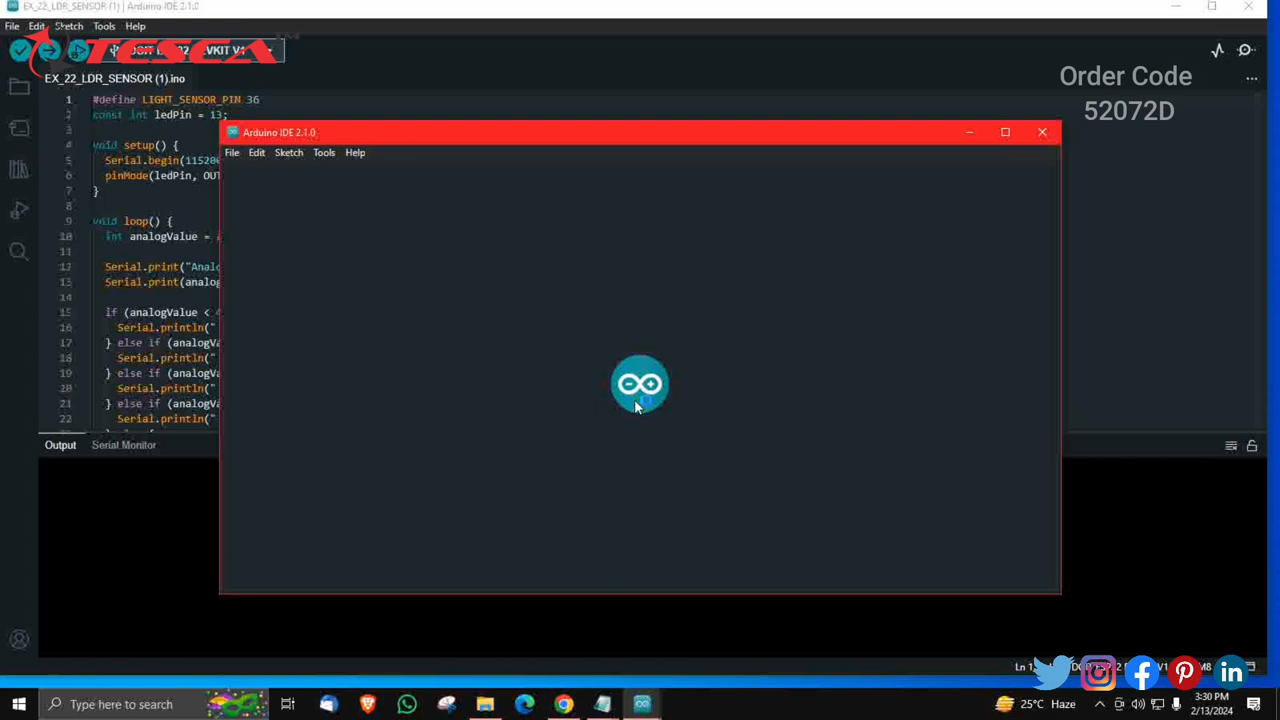 EX_22_LDR_SENSOR (1) | Arduino IDE 2.1.0
File Edit Sketch Tools Help
TESCA
Order Code
52072D
EX_22_LDR_SENSOR (1).ino
1 #define LIGHT_SENSOR_PIN 36
2 const int ledPin = 13;
3
4 void setup() {
5 Serial.begin(11520
6 pinMode(ledPin, OUT
7 }
8
9 void loop() {
10 int analogValue =
11
12 Serial.print("Analo
13 Serial.print(analog
14
15 if (analogValue <
16 Serial.println("
17 } else if (analogVa
18 Serial.println("
19 } else if (analogVa
20 Serial.println("
21 } else if (analogVa
22 Serial.println("
Arduino IDE 2.1.0
File Edit Sketch Tools Help
Output Serial Monitor
Type here to search
25°C Haze
3:30 PM
2/13/2024